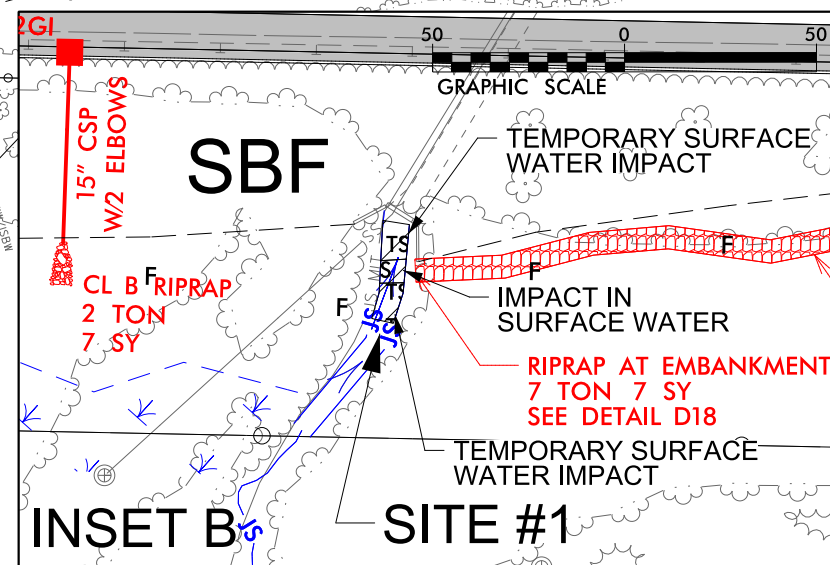 2GI
50 0 50
GRAPHIC SCALE
15" CSP
W/2 ELBOWS
SBF
TEMPORARY SURFACE
WATER IMPACT
TS
S
TS
F
F
F
F
CL B RIPRAP
2 TON
7 SY
IMPACT IN
SURFACE WATER
RIPRAP AT EMBANKMENT
7 TON 7 SY
SEE DETAIL D18
TEMPORARY SURFACE
WATER IMPACT
INSET B
JS
SITE #1